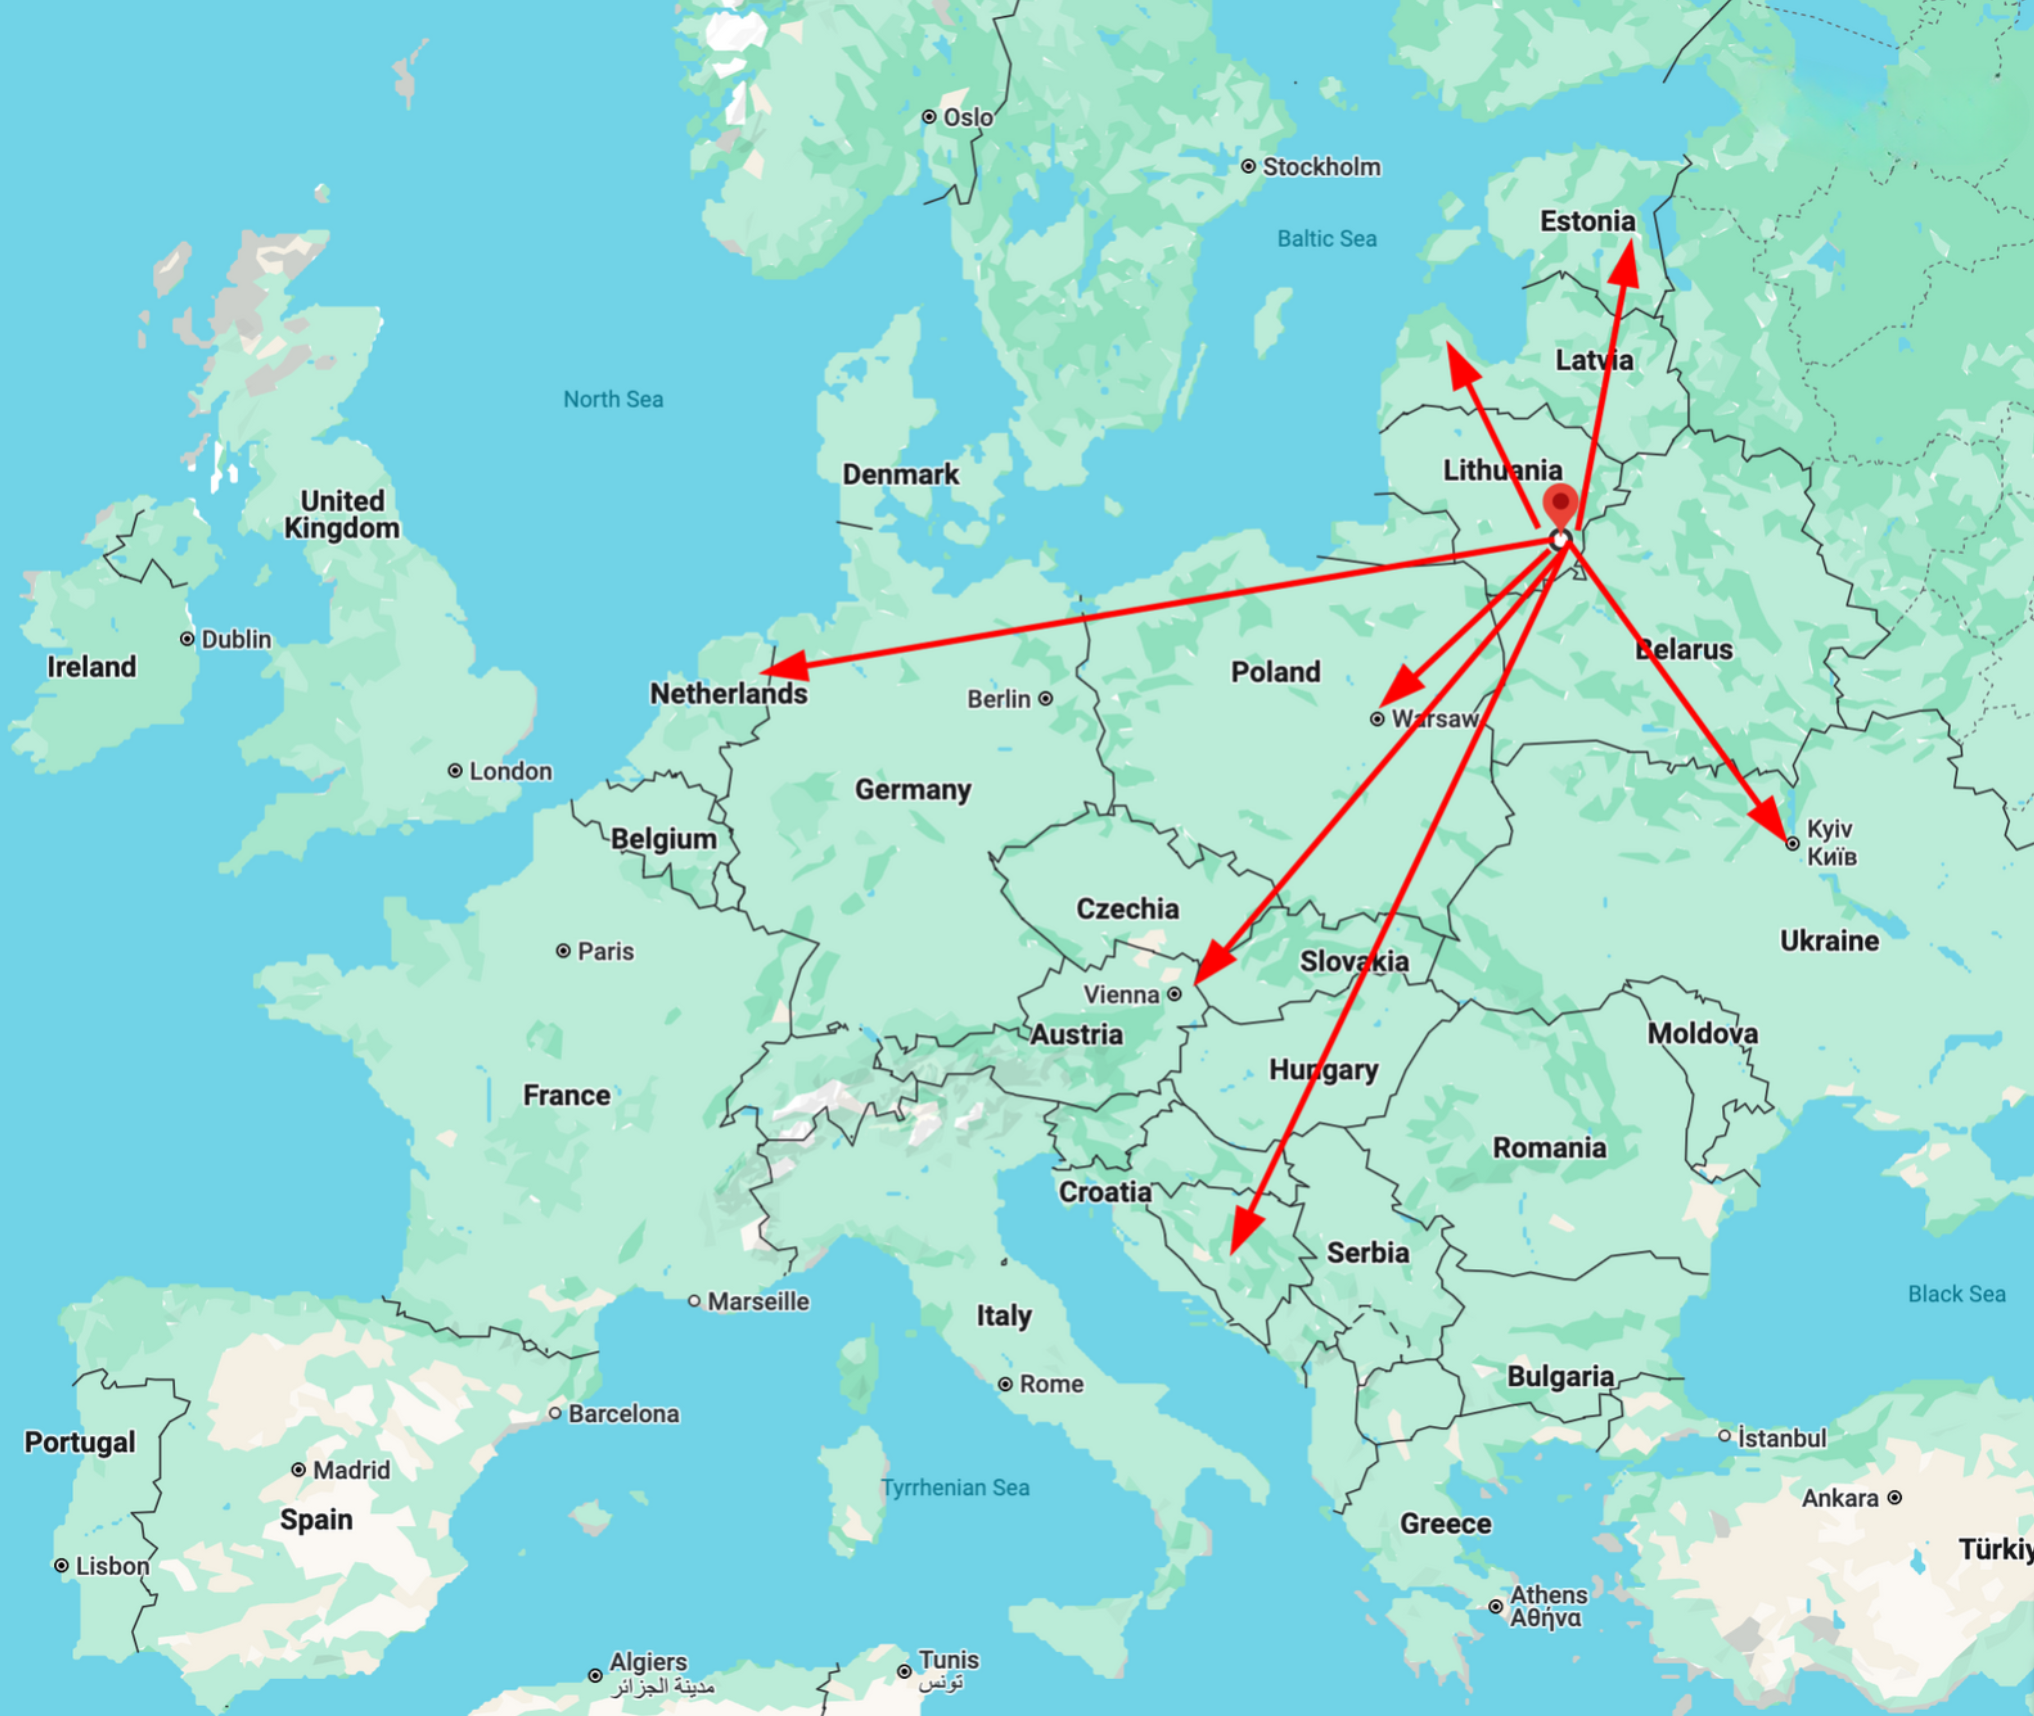 Oslo
Stockholm
Estonia
Baltic Sea
Latvia
North Sea
Lithuania
Denmark
United
Kingdom
Dublin
Ireland
Belarus
Poland
Netherlands
Berlin
Warsaw
London
Germany
Belgium
Kyiv
Київ
Czechia
Ukraine
Paris
Slovakia
Vienna
Austria
Moldova
Hungary
France
Romania
Croatia
Serbia
Marseille
Black Sea
Italy
Bulgaria
Rome
Barcelona
Portugal
İstanbul
Madrid
Tyrrhenian Sea
Ankara
Spain
Greece
Türkiy
Lisbon
Athens
Αθήνα
Algiers
مدينة الجزائر
Tunis
تونس